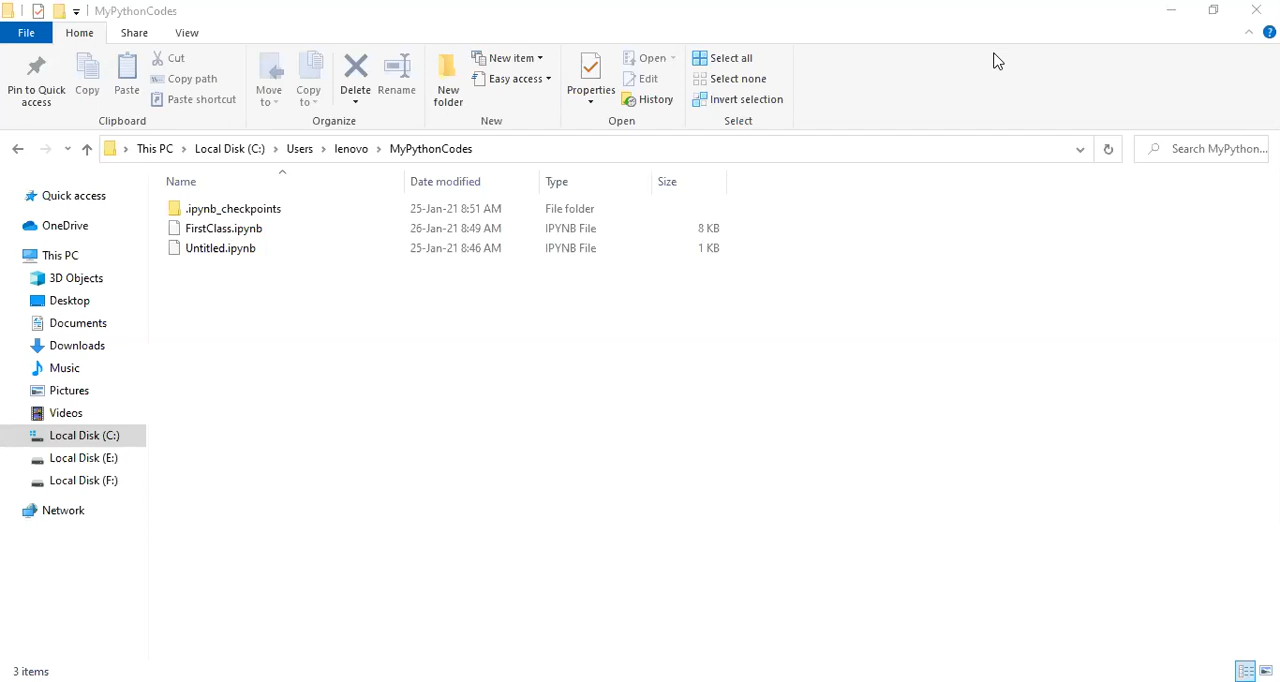 MyPythonCodes
File Home Share View
Pin to Quick access
Copy
Paste
Cut
Copy path
Paste shortcut
Clipboard
Move to
Copy to
Delete
Rename
Organize
New folder
New item
Easy access
New
Properties
Open
Edit
History
Open
Select all
Select none
Invert selection
Select
This PC Local Disk (C:) Users lenovo MyPythonCodes
Search MyPython...
Name Date modified Type Size
.ipynb_checkpoints 25-Jan-21 8:51 AM File folder
FirstClass.ipynb 26-Jan-21 8:49 AM IPYNB File 8 KB
Untitled.ipynb 25-Jan-21 8:46 AM IPYNB File 1 KB
Quick access
OneDrive
This PC
3D Objects
Desktop
Documents
Downloads
Music
Pictures
Videos
Local Disk (C:)
Local Disk (E:)
Local Disk (F:)
Network
3 items